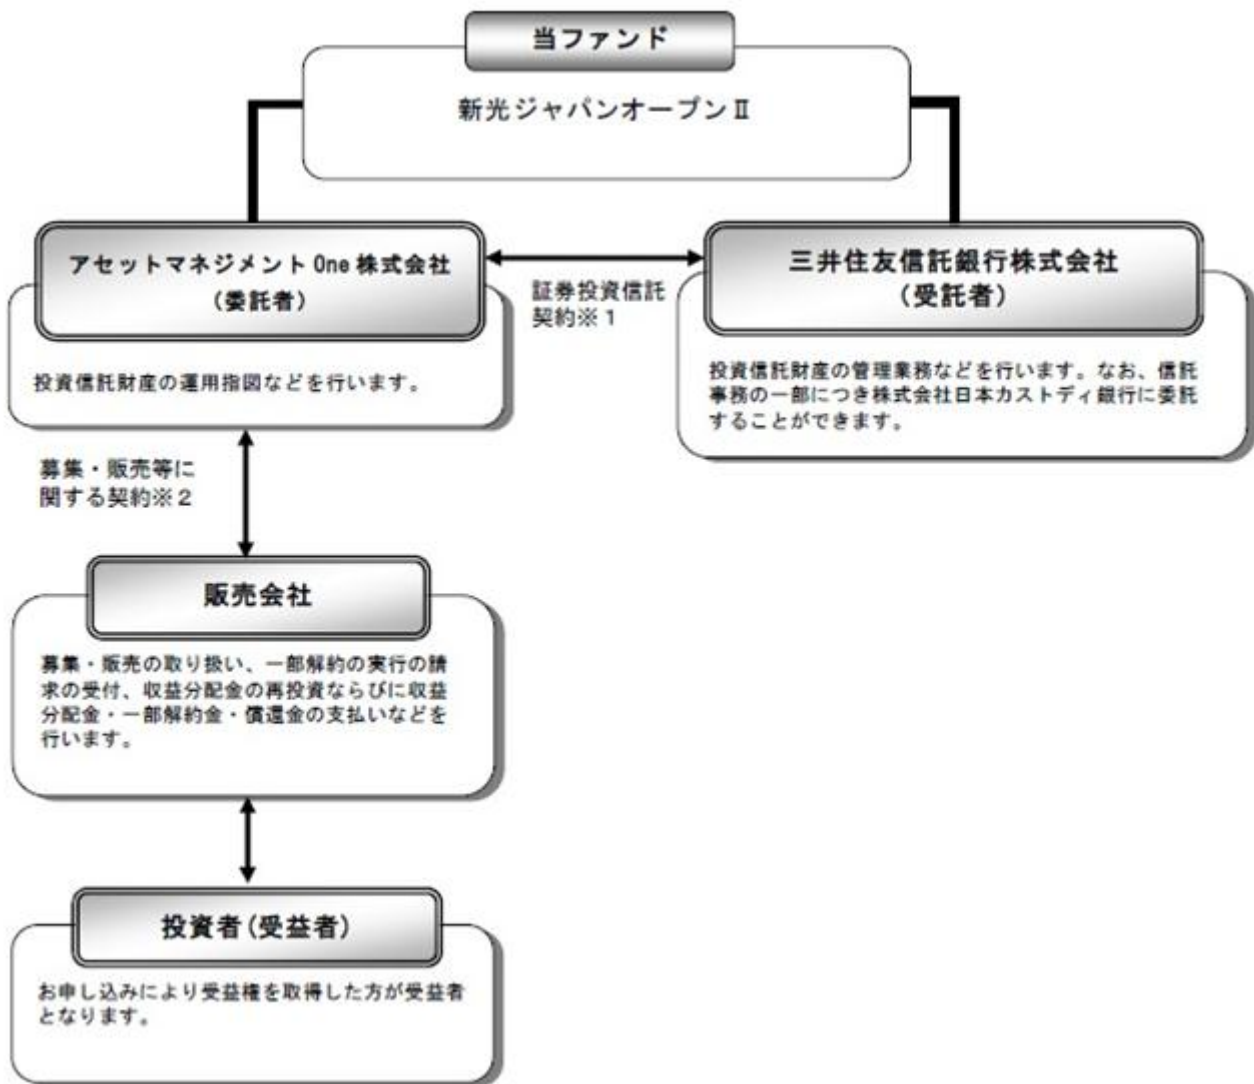 当ファンド
新光ジャパンオープンⅡ
アセットマネジメントOne株式会社
（委託者）
投資信託財産の運用指図などを行います。
証券投資信託
契約※１
三井住友信託銀行株式会社
（受託者）
投資信託財産の管理業務などを行います。なお、信託
事務の一部につき株式会社日本カストディ銀行に委託
することができます。
募集・販売等に
関する契約※２
販売会社
募集・販売の取り扱い、一部解約の実行の請
求の受付、収益分配金の再投資ならびに収益
分配金・一部解約金・償還金の支払いなどを
行います。
投資者(受益者)
お申し込みにより受益権を取得した方が受益者
となります。